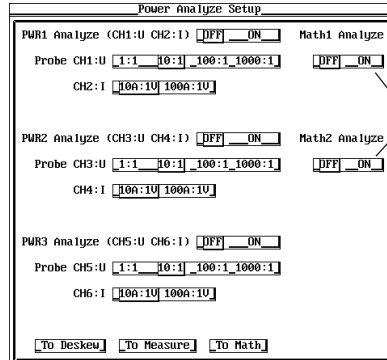 Power Analyze Setup
PWR1 Analyze (CH1:U CH2:I) OFF ON Math1 Analyze
Probe CH1:U 1:1 10:1 100:1 1000:1 OFF ON
CH2:I 10A:1V 100A:1V
PWR2 Analyze (CH3:U CH4:I) OFF ON Math2 Analyze
Probe CH3:U 1:1 10:1 100:1 1000:1 OFF ON
CH4:I 10A:1V 100A:1V
PWR3 Analyze (CH5:U CH6:I) OFF ON
Probe CH5:U 1:1 10:1 100:1 1000:1
CH6:I 10A:1V 100A:1V
To Deskew To Measure To Math